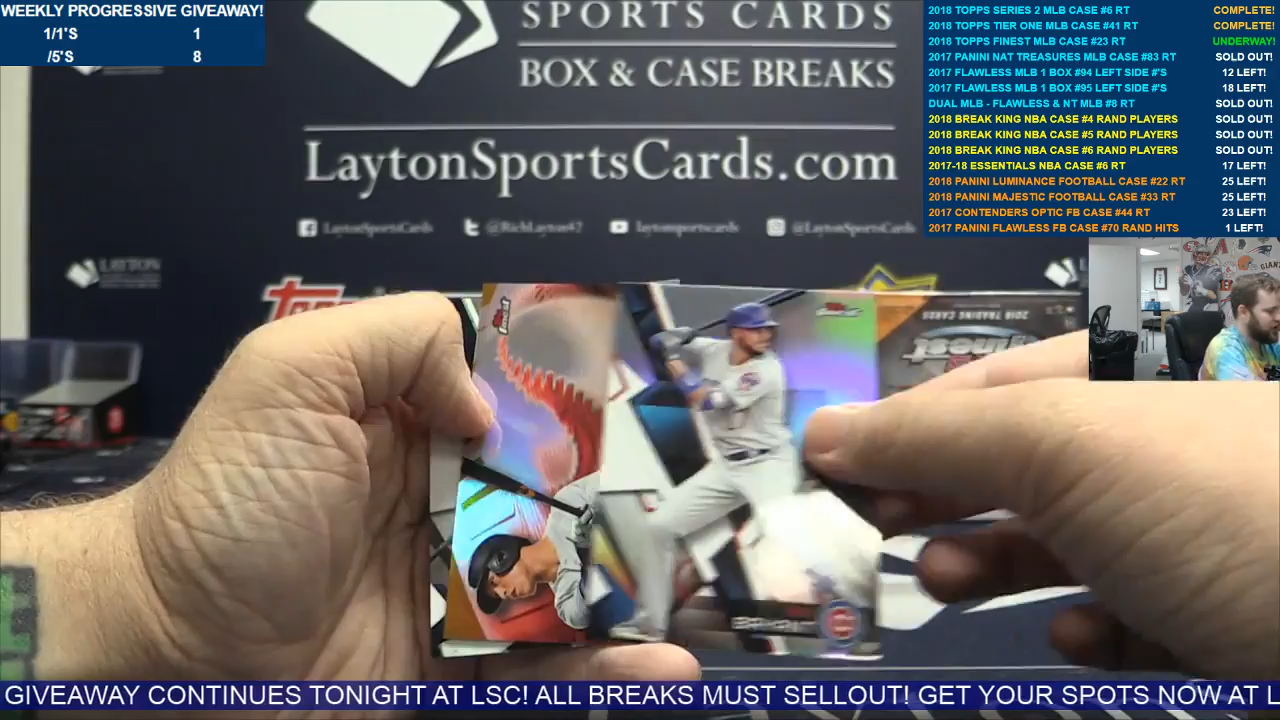 WEEKLY PROGRESSIVE GIVEAWAY!
1/1'S 1
/5'S 8
SPORTS CARDS
BOX & CASE BREAKS
LaytonSportsCards.com
LaytonSportsCards
@RichLayton47
laytonsportscards
@LaytonSportsCards
LAYTON
2018 TOPPS SERIES 2 MLB CASE #6 RT COMPLETE!
2018 TOPPS TIER ONE MLB CASE #41 RT COMPLETE!
2018 TOPPS FINEST MLB CASE #23 RT UNDERWAY!
2017 PANINI NAT TREASURES MLB CASE #83 RT SOLD OUT!
2017 FLAWLESS MLB 1 BOX #94 LEFT SIDE #'S 12 LEFT!
2017 FLAWLESS MLB 1 BOX #95 LEFT SIDE #'S 18 LEFT!
DUAL MLB - FLAWLESS & NT MLB #8 RT SOLD OUT!
2018 BREAK KING NBA CASE #4 RAND PLAYERS SOLD OUT!
2018 BREAK KING NBA CASE #5 RAND PLAYERS SOLD OUT!
2018 BREAK KING NBA CASE #6 RAND PLAYERS SOLD OUT!
2017-18 ESSENTIALS NBA CASE #6 RT 17 LEFT!
2018 PANINI LUMINANCE FOOTBALL CASE #22 RT 25 LEFT!
2018 PANINI MAJESTIC FOOTBALL CASE #33 RT 25 LEFT!
2017 CONTENDERS OPTIC FB CASE #44 RT 23 LEFT!
2017 PANINI FLAWLESS FB CASE #70 RAND HITS 1 LEFT!
Topps
Finest
2018 TRADING CARDS
BRYANT
GIVEAWAY CONTINUES TONIGHT AT LSC! ALL BREAKS MUST SELLOUT! GET YOUR SPOTS NOW AT L